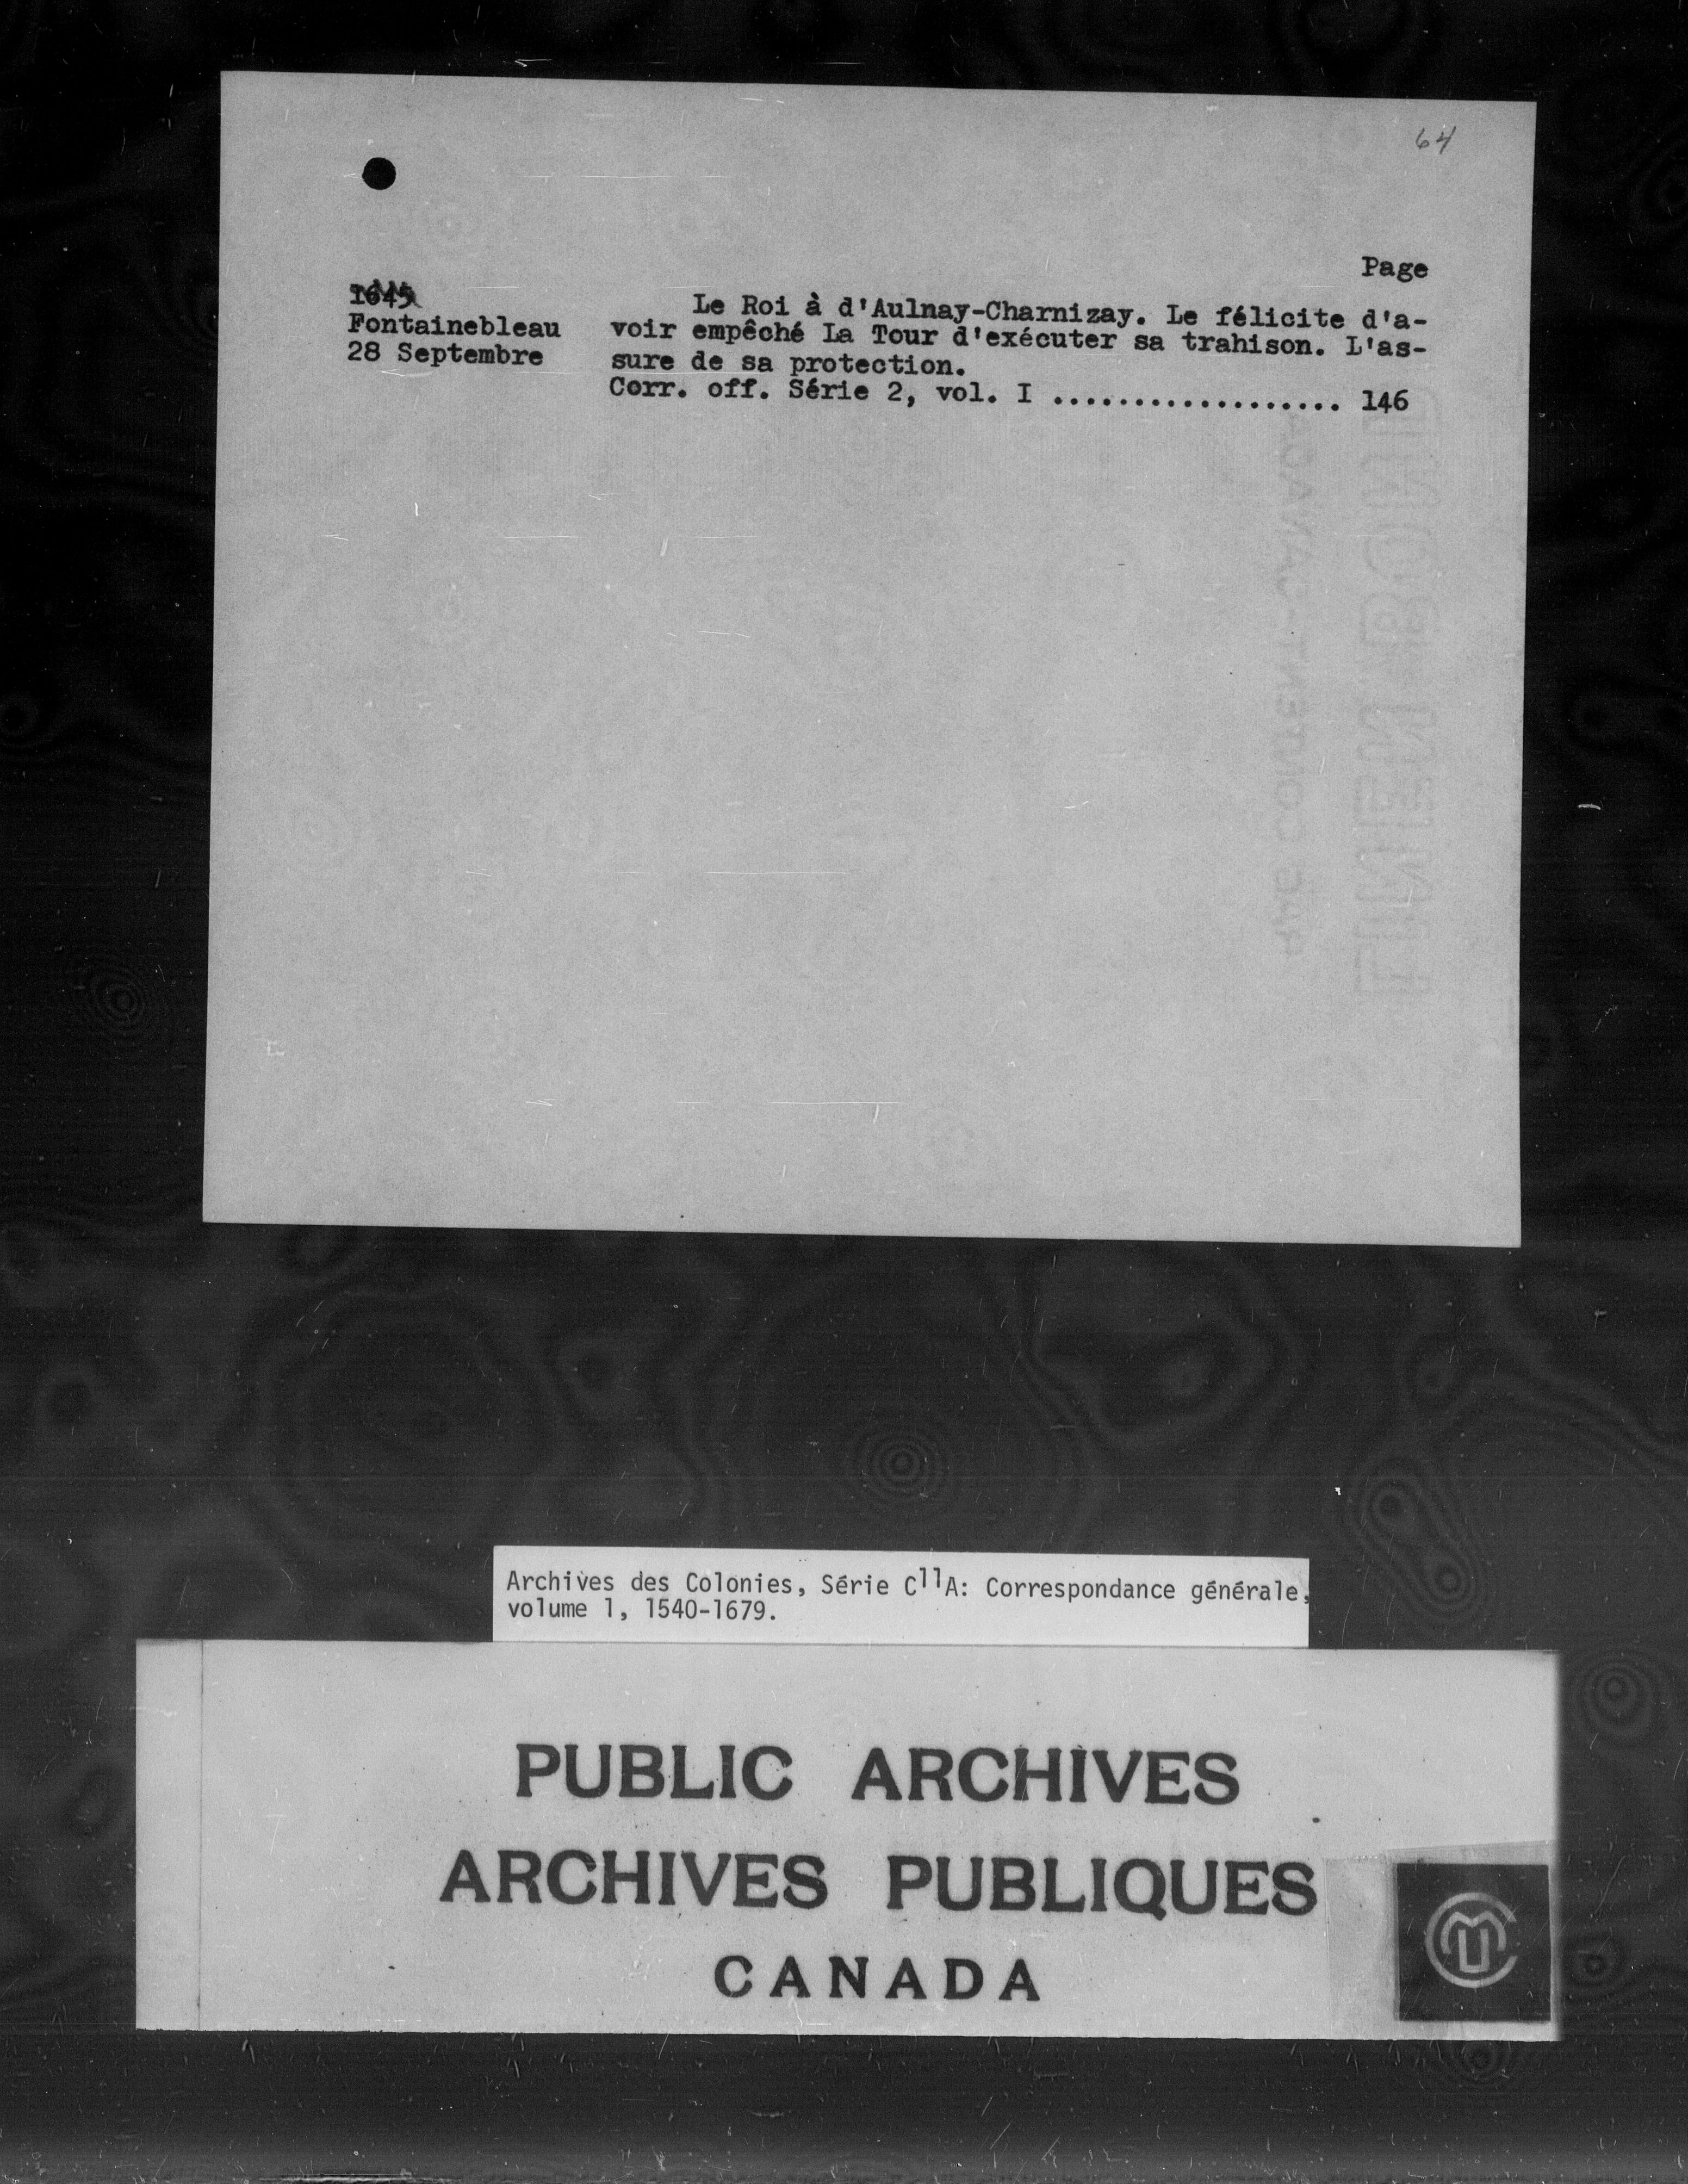 64
Page
1645
Fontainebleau
28 Septembre
Le Roi à d'Aulnay-Charnizay. Le félicite d'a-
voir empêché La Tour d'exécuter sa trahison. L'as-
sure de sa protection.
Corr. off. Série 2, vol. I .................. 146
Archives des Colonies, Série C11A: Correspondance générale,
volume 1, 1540-1679.
PUBLIC ARCHIVES
ARCHIVES PUBLIQUES
CANADA